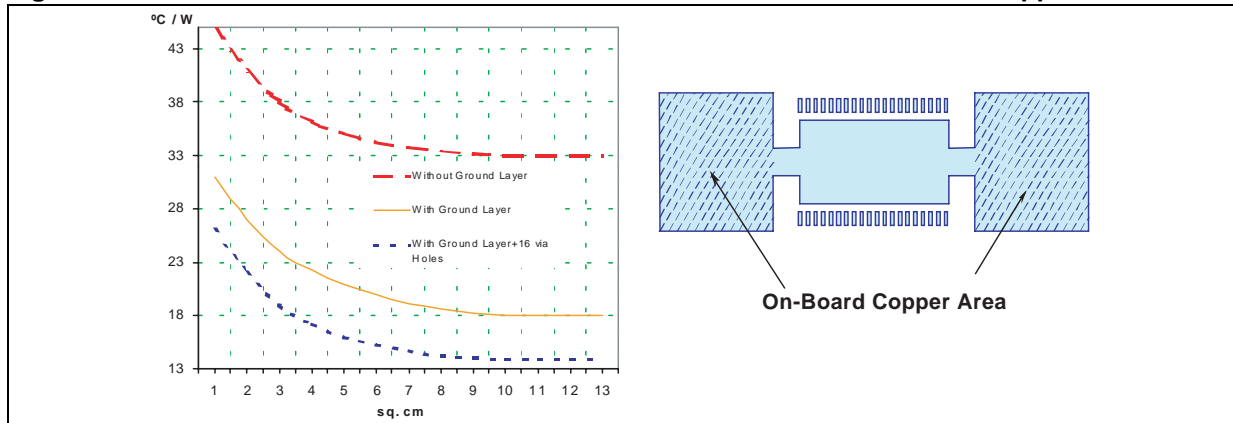 ºC / W
43
38
33
28
23
18
13
1 2 3 4 5 6 7 8 9 10 11 12 13
sq. cm
Without Ground Layer
With Ground Layer
With Ground Layer+16 via
Holes
On-Board Copper Area